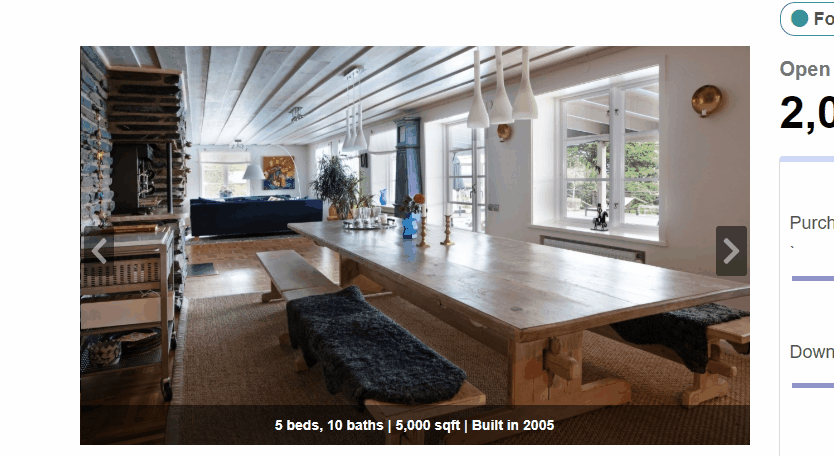 Fo
Open
2,0
Purch
`
Down
5 beds, 10 baths | 5,000 sqft | Built in 2005